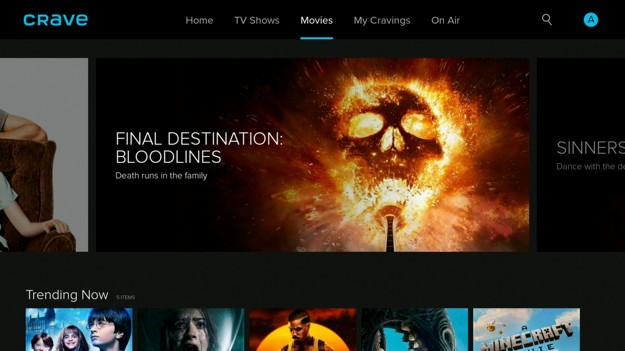 CRAVE
Home TV Shows Movies My Cravings On Air
A
FINAL DESTINATION:
BLOODLINES
Death runs in the family
SINNERS
Dance with the de
Trending Now 5 ITEMS
A
MINECRAFT